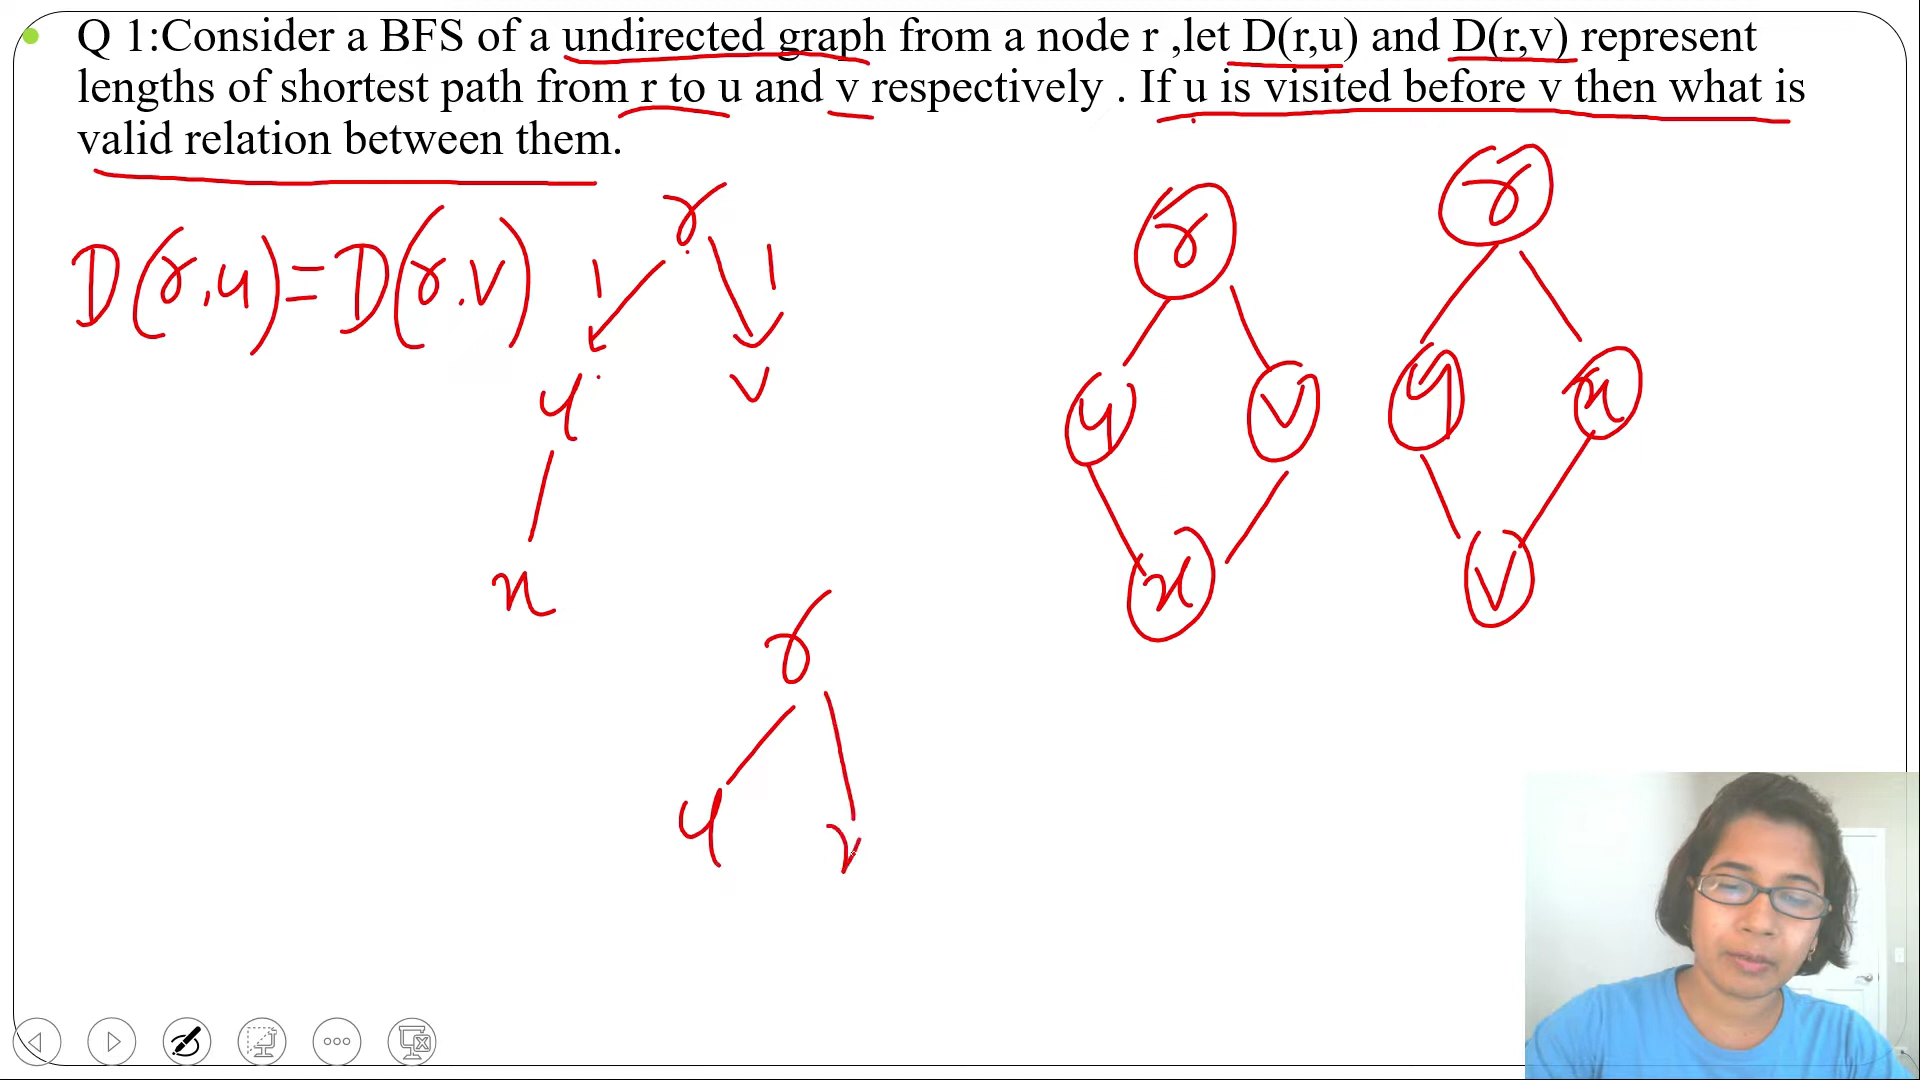 Q 1:Consider a BFS of a undirected graph from a node r ,let D(r,u) and D(r,v) represent
lengths of shortest path from r to u and v respectively . If u is visited before v then what is
valid relation between them.
D(r,u)=D(r.v)
r
1 1
u v
x
r
u v
r
u v
x
r
u x
v